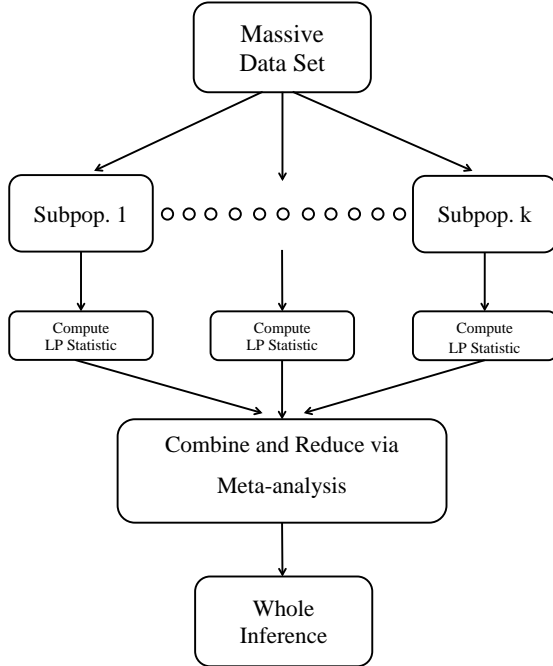 Massive
Data Set
Subpop. 1
Subpop. k
Compute
LP Statistic
Compute
LP Statistic
Compute
LP Statistic
Combine and Reduce via
Meta-analysis
Whole
Inference